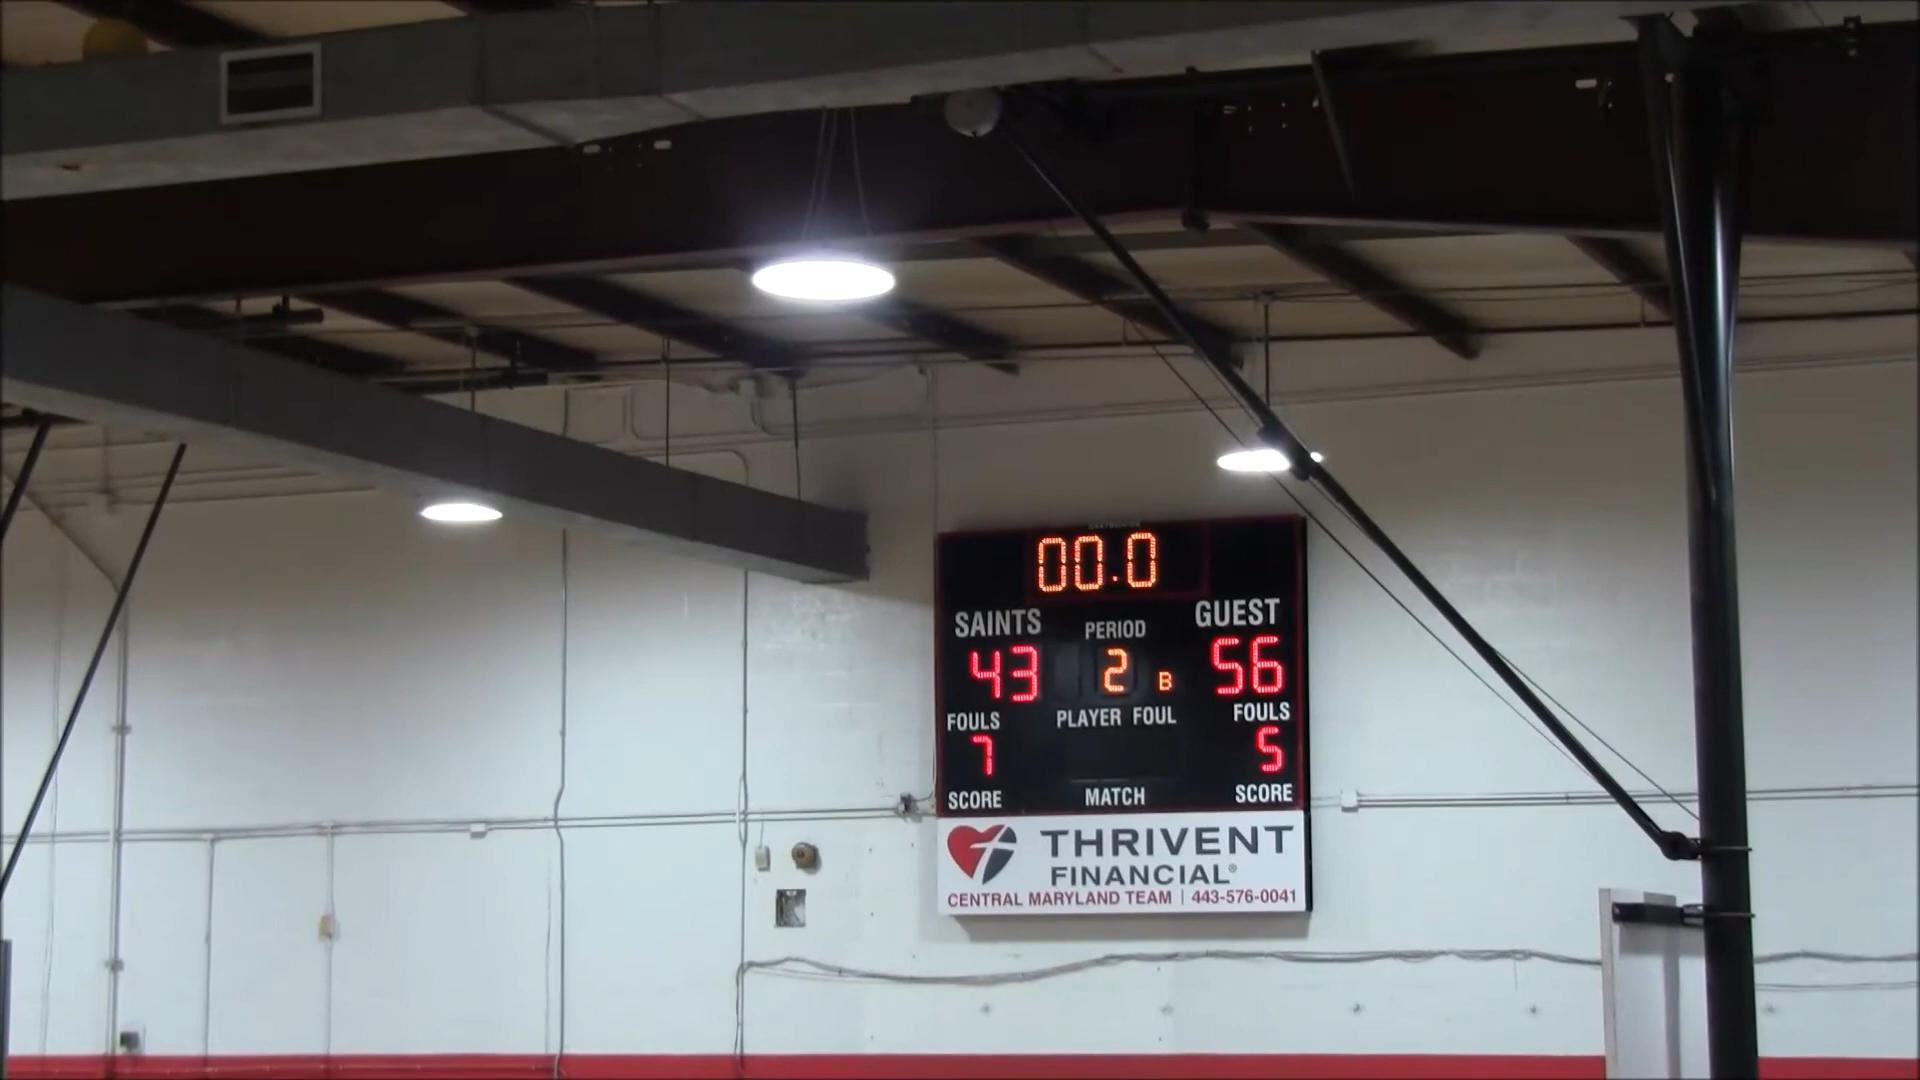 00.0
SAINTS PERIOD GUEST
43 2 B 56
FOULS PLAYER FOUL FOULS
7 5
SCORE MATCH SCORE
THRIVENT
FINANCIAL®
CENTRAL MARYLAND TEAM | 443-576-0041